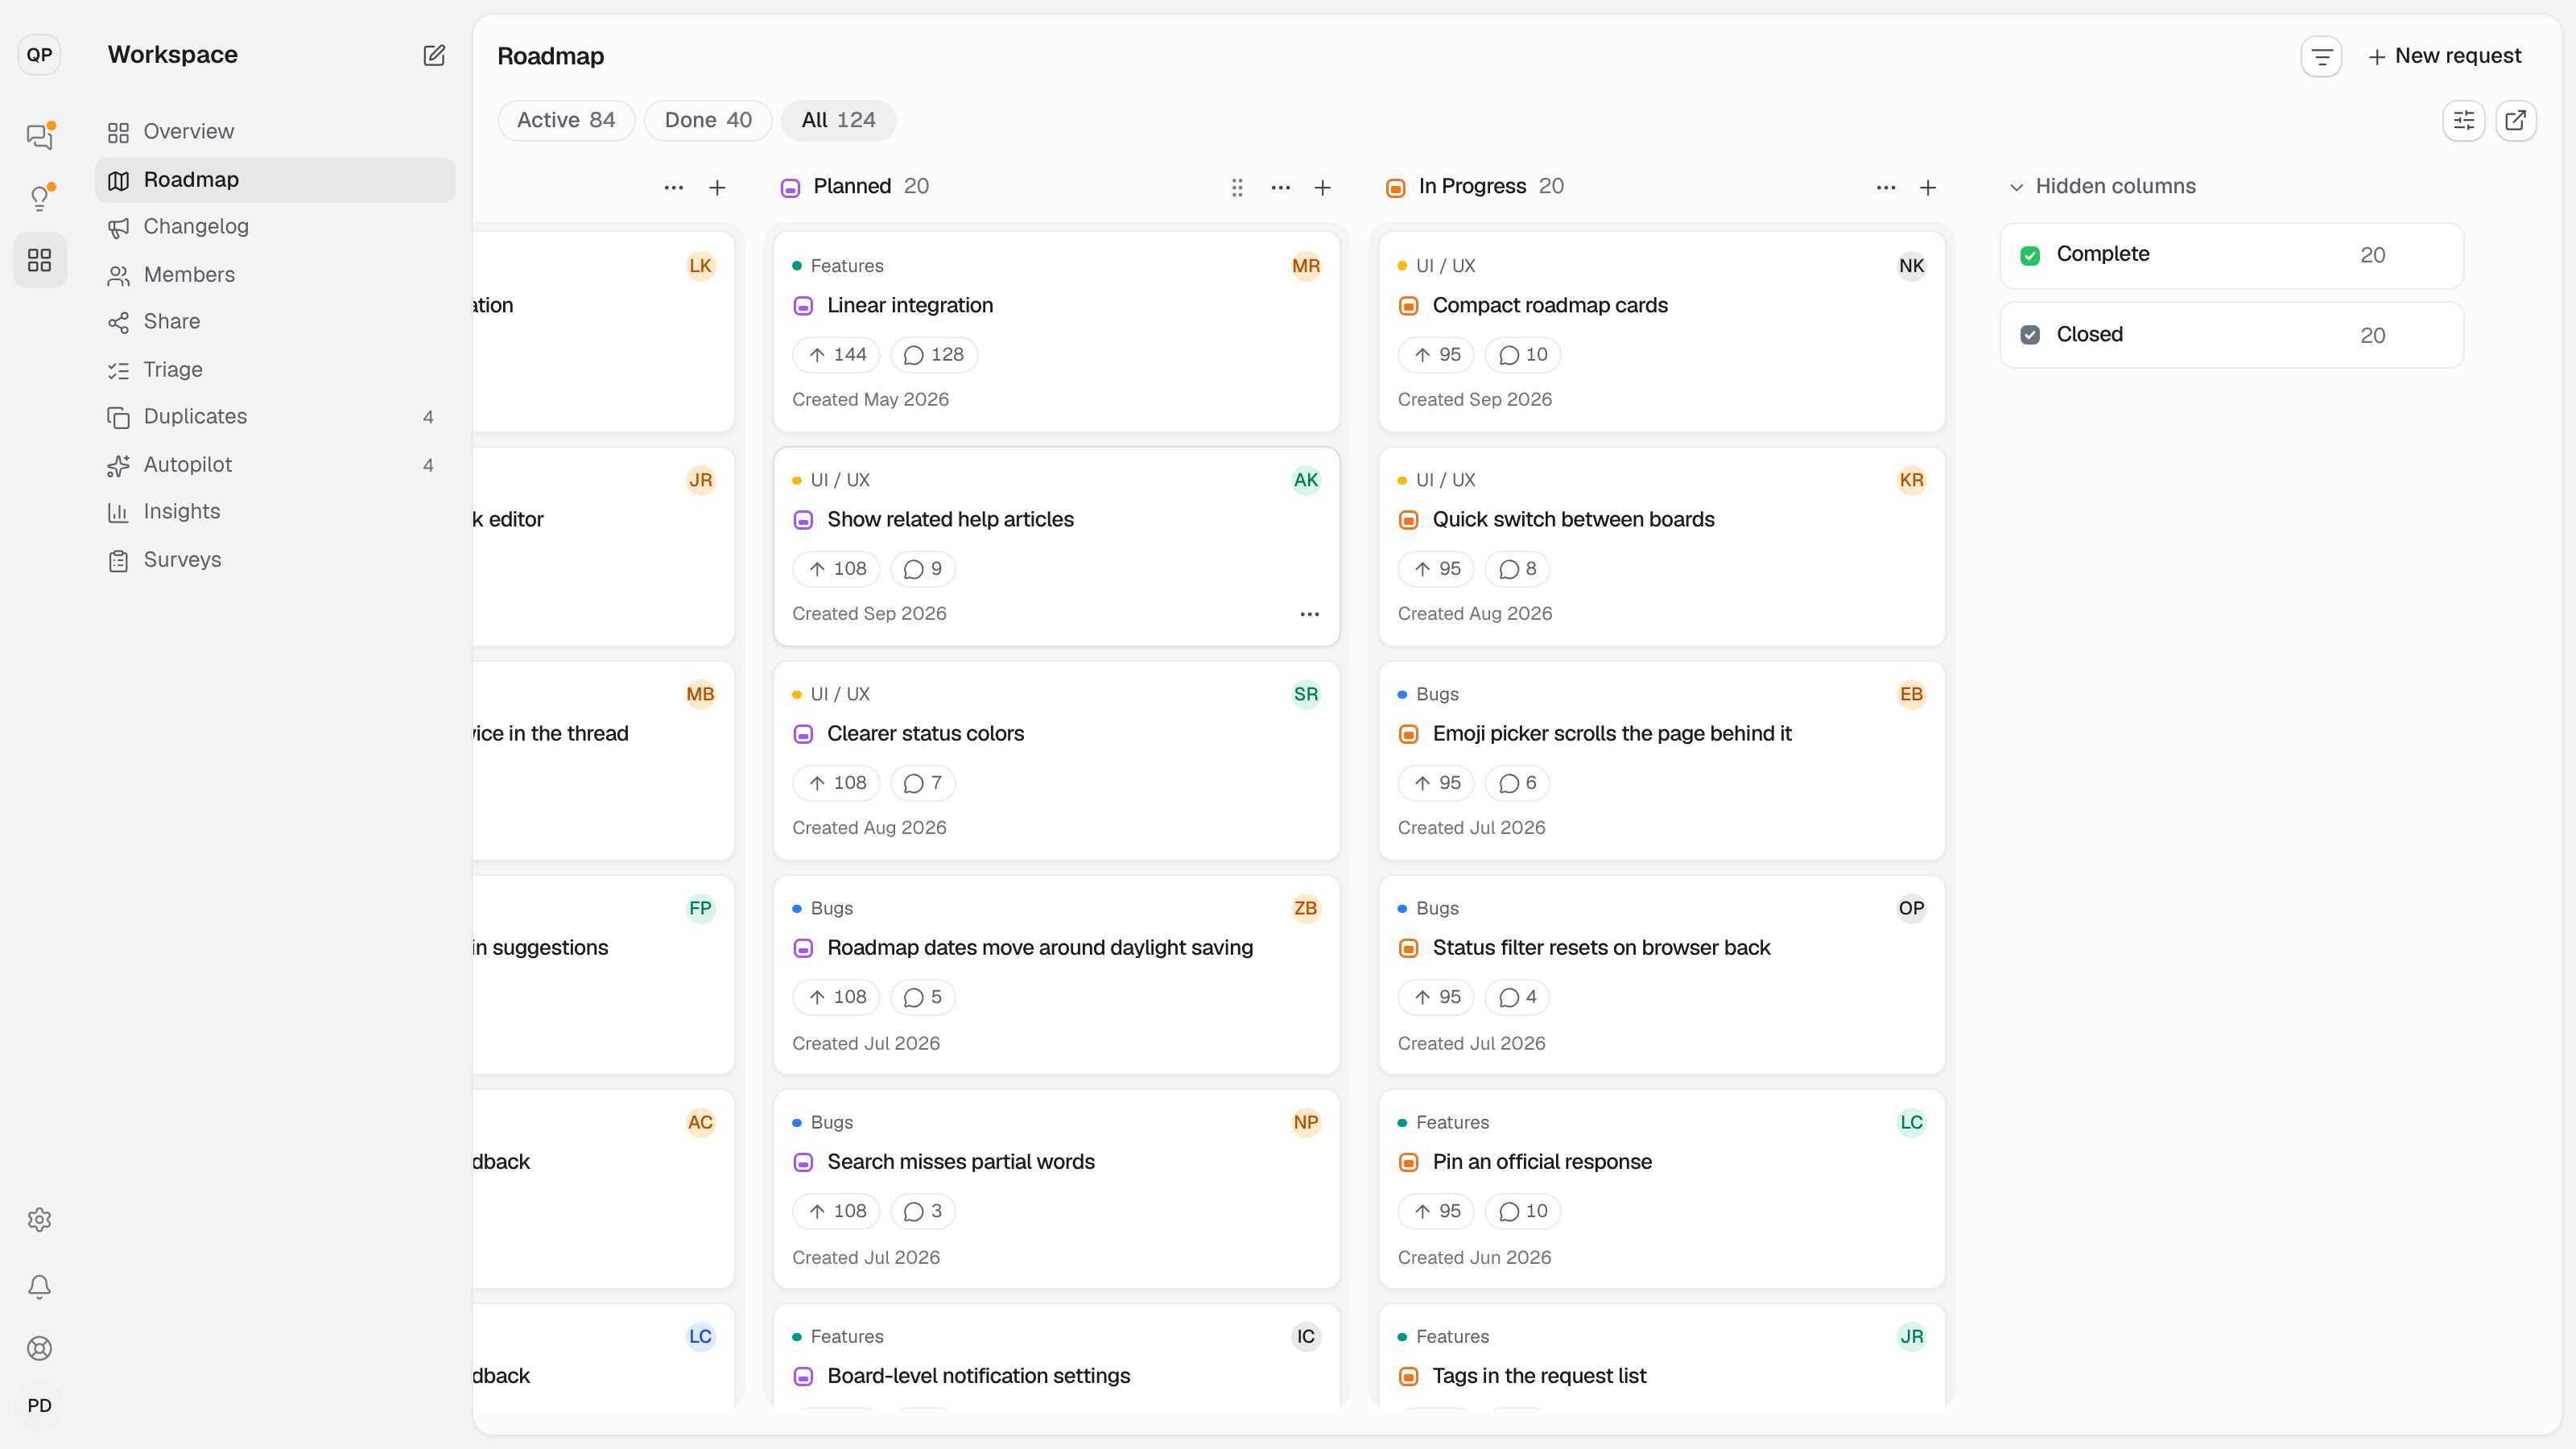 QP
Workspace
Overview
Roadmap
Changelog
Members
Share
Triage
Duplicates 4
Autopilot 4
Insights
Surveys
PD
Roadmap
New request
Active 84
Done 40
All 124
LK
JR
k editor
MB
in the thread
FP
in suggestions
AC
LC
Planned 20
Features
MR
Linear integration
144 128
Created May 2026
UI / UX
AK
Show related help articles
108 9
Created Sep 2026
UI / UX
SR
Clearer status colors
108 7
Created Aug 2026
Bugs
ZB
Roadmap dates move around daylight saving
108 5
Created Jul 2026
Bugs
NP
Search misses partial words
108 3
Created Jul 2026
Features
IC
Board-level notification settings
In Progress 20
UI / UX
NK
Compact roadmap cards
95 10
Created Sep 2026
UI / UX
KR
Quick switch between boards
95 8
Created Aug 2026
Bugs
EB
Emoji picker scrolls the page behind it
95 6
Created Jul 2026
Bugs
OP
Status filter resets on browser back
95 4
Created Jul 2026
Features
LC
Pin an official response
95 10
Created Jun 2026
Features
JR
Tags in the request list
Hidden columns
Complete 20
Closed 20